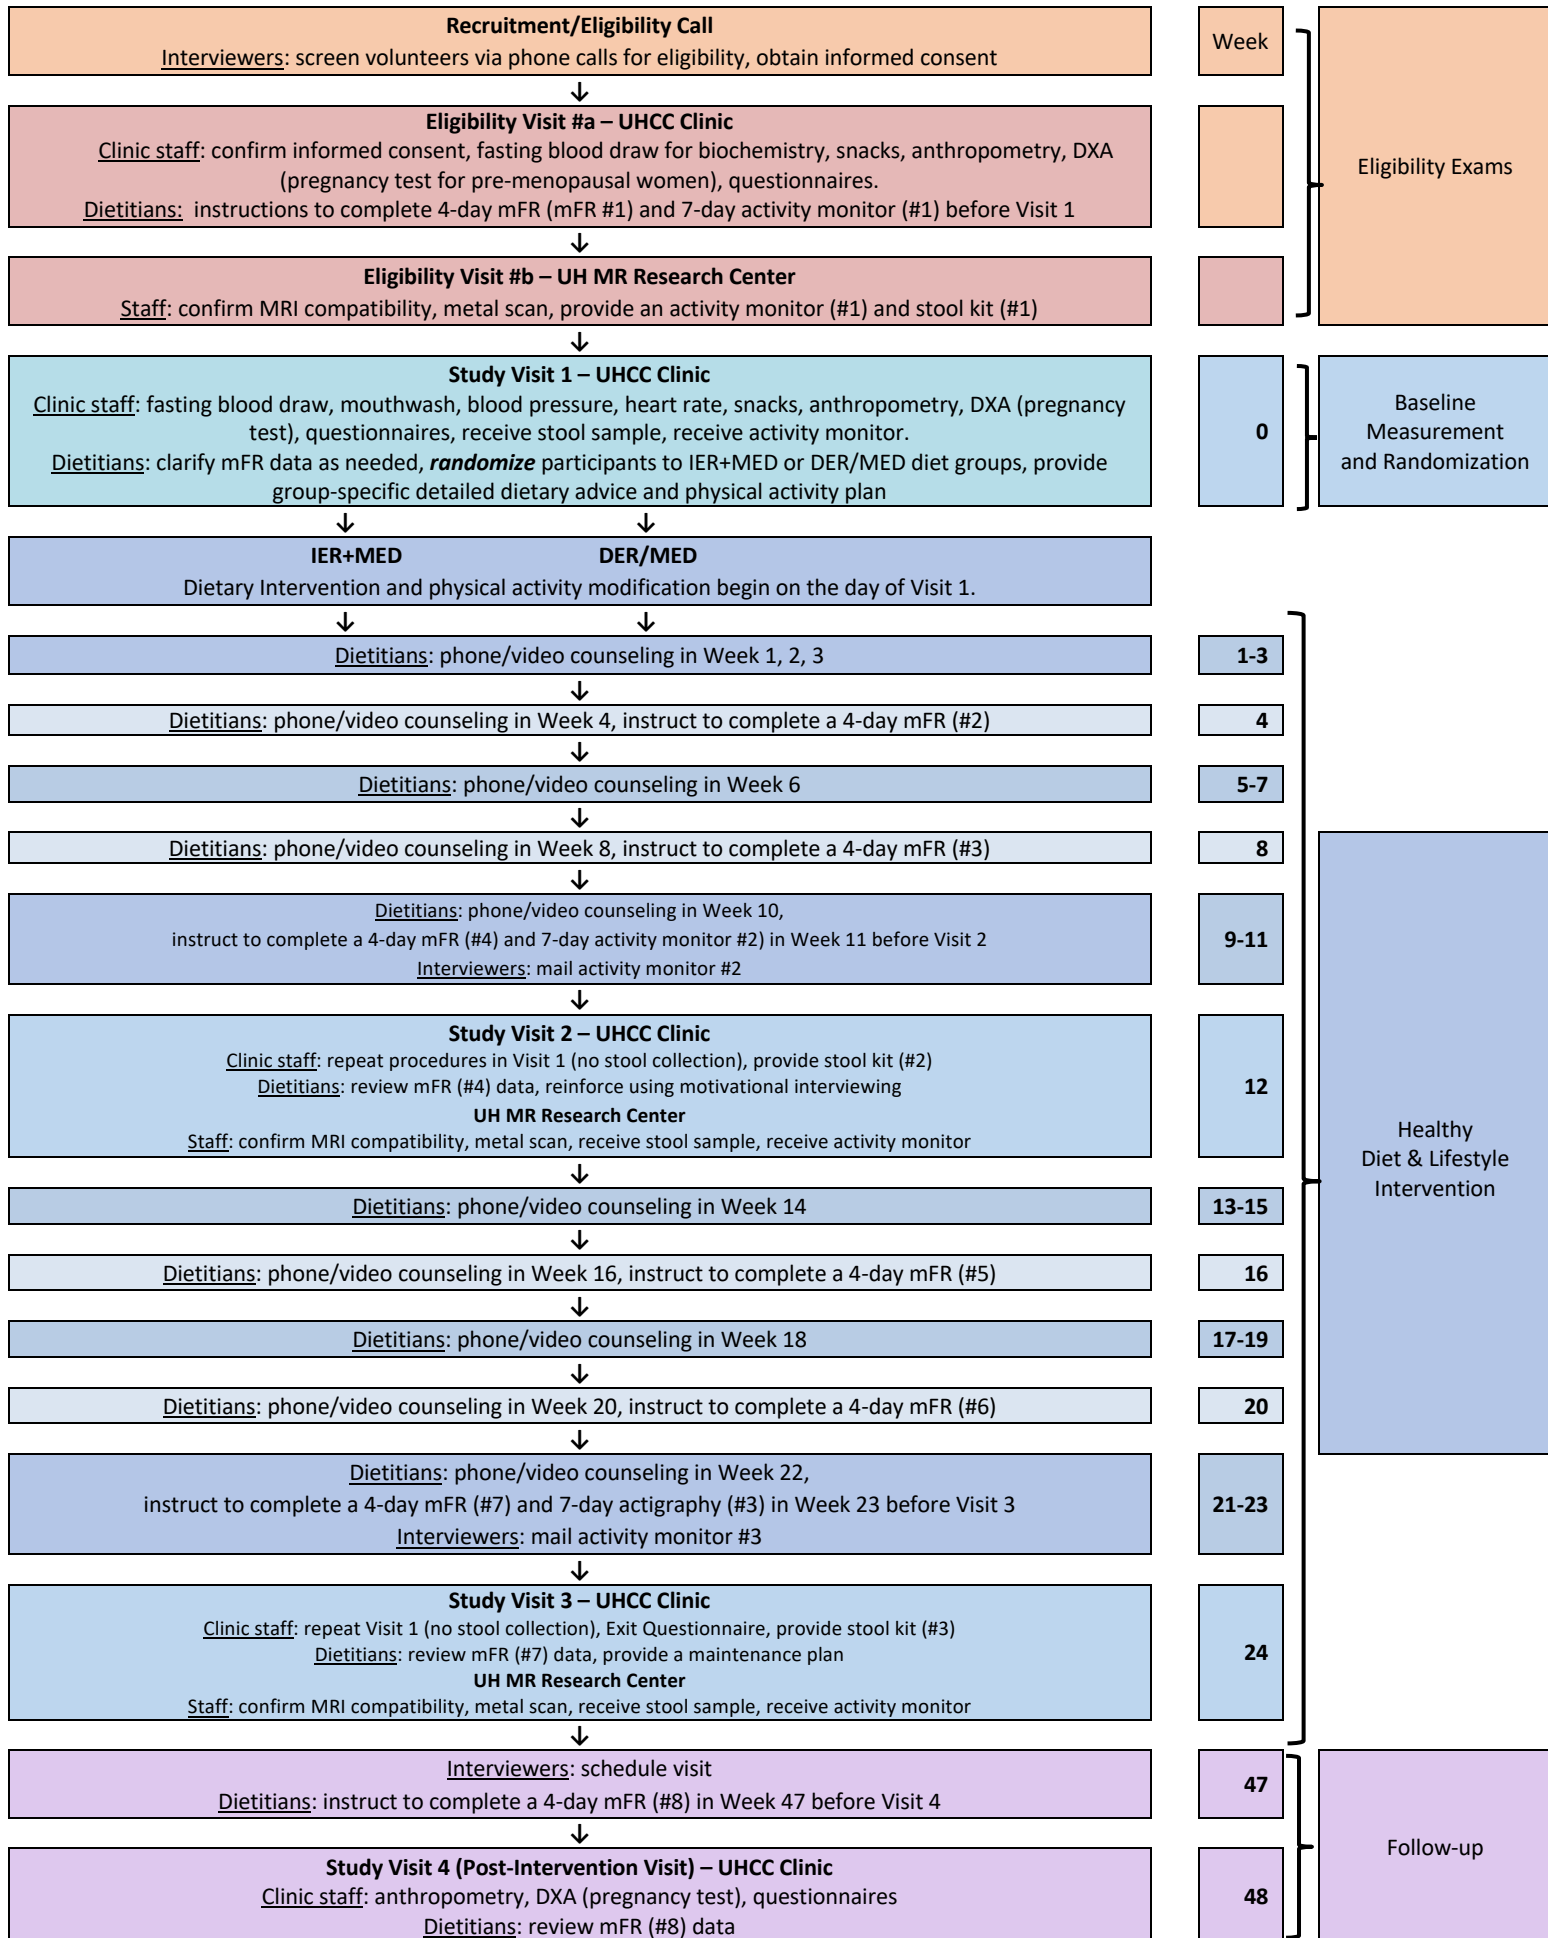 Recruitment/Eligibility Call
Interviewers: screen volunteers via phone calls for eligibility, obtain informed consent
Week
↓
Eligibility Visit #a – UHCC Clinic
Clinic staff: confirm informed consent, fasting blood draw for biochemistry, snacks, anthropometry, DXA
(pregnancy test for pre-menopausal women), questionnaires.
Dietitians: instructions to complete 4-day mFR (mFR #1) and 7-day activity monitor (#1) before Visit 1
Eligibility Exams
↓
Eligibility Visit #b – UH MR Research Center
Staff: confirm MRI compatibility, metal scan, provide an activity monitor (#1) and stool kit (#1)
↓
Study Visit 1 – UHCC Clinic
Clinic staff: fasting blood draw, mouthwash, blood pressure, heart rate, snacks, anthropometry, DXA (pregnancy
test), questionnaires, receive stool sample, receive activity monitor.
Dietitians: clarify mFR data as needed, randomize participants to IER+MED or DER/MED diet groups, provide
group-specific detailed dietary advice and physical activity plan
0
Baseline
Measurement
and Randomization
↓ ↓
IER+MED DER/MED
Dietary Intervention and physical activity modification begin on the day of Visit 1.
↓ ↓
Dietitians: phone/video counseling in Week 1, 2, 3
1-3
↓
Dietitians: phone/video counseling in Week 4, instruct to complete a 4-day mFR (#2)
4
↓
Dietitians: phone/video counseling in Week 6
5-7
↓
Dietitians: phone/video counseling in Week 8, instruct to complete a 4-day mFR (#3)
8
↓
Dietitians: phone/video counseling in Week 10,
instruct to complete a 4-day mFR (#4) and 7-day activity monitor #2) in Week 11 before Visit 2
Interviewers: mail activity monitor #2
9-11
↓
Study Visit 2 – UHCC Clinic
Clinic staff: repeat procedures in Visit 1 (no stool collection), provide stool kit (#2)
Dietitians: review mFR (#4) data, reinforce using motivational interviewing
UH MR Research Center
Staff: confirm MRI compatibility, metal scan, receive stool sample, receive activity monitor
12
Healthy
Diet & Lifestyle
Intervention
↓
Dietitians: phone/video counseling in Week 14
13-15
↓
Dietitians: phone/video counseling in Week 16, instruct to complete a 4-day mFR (#5)
16
↓
Dietitians: phone/video counseling in Week 18
17-19
↓
Dietitians: phone/video counseling in Week 20, instruct to complete a 4-day mFR (#6)
20
↓
Dietitians: phone/video counseling in Week 22,
instruct to complete a 4-day mFR (#7) and 7-day actigraphy (#3) in Week 23 before Visit 3
Interviewers: mail activity monitor #3
21-23
↓
Study Visit 3 – UHCC Clinic
Clinic staff: repeat Visit 1 (no stool collection), Exit Questionnaire, provide stool kit (#3)
Dietitians: review mFR (#7) data, provide a maintenance plan
UH MR Research Center
Staff: confirm MRI compatibility, metal scan, receive stool sample, receive activity monitor
24
↓
Interviewers: schedule visit
Dietitians: instruct to complete a 4-day mFR (#8) in Week 47 before Visit 4
47
↓
Study Visit 4 (Post-Intervention Visit) – UHCC Clinic
Clinic staff: anthropometry, DXA (pregnancy test), questionnaires
Dietitians: review mFR (#8) data
48
Follow-up